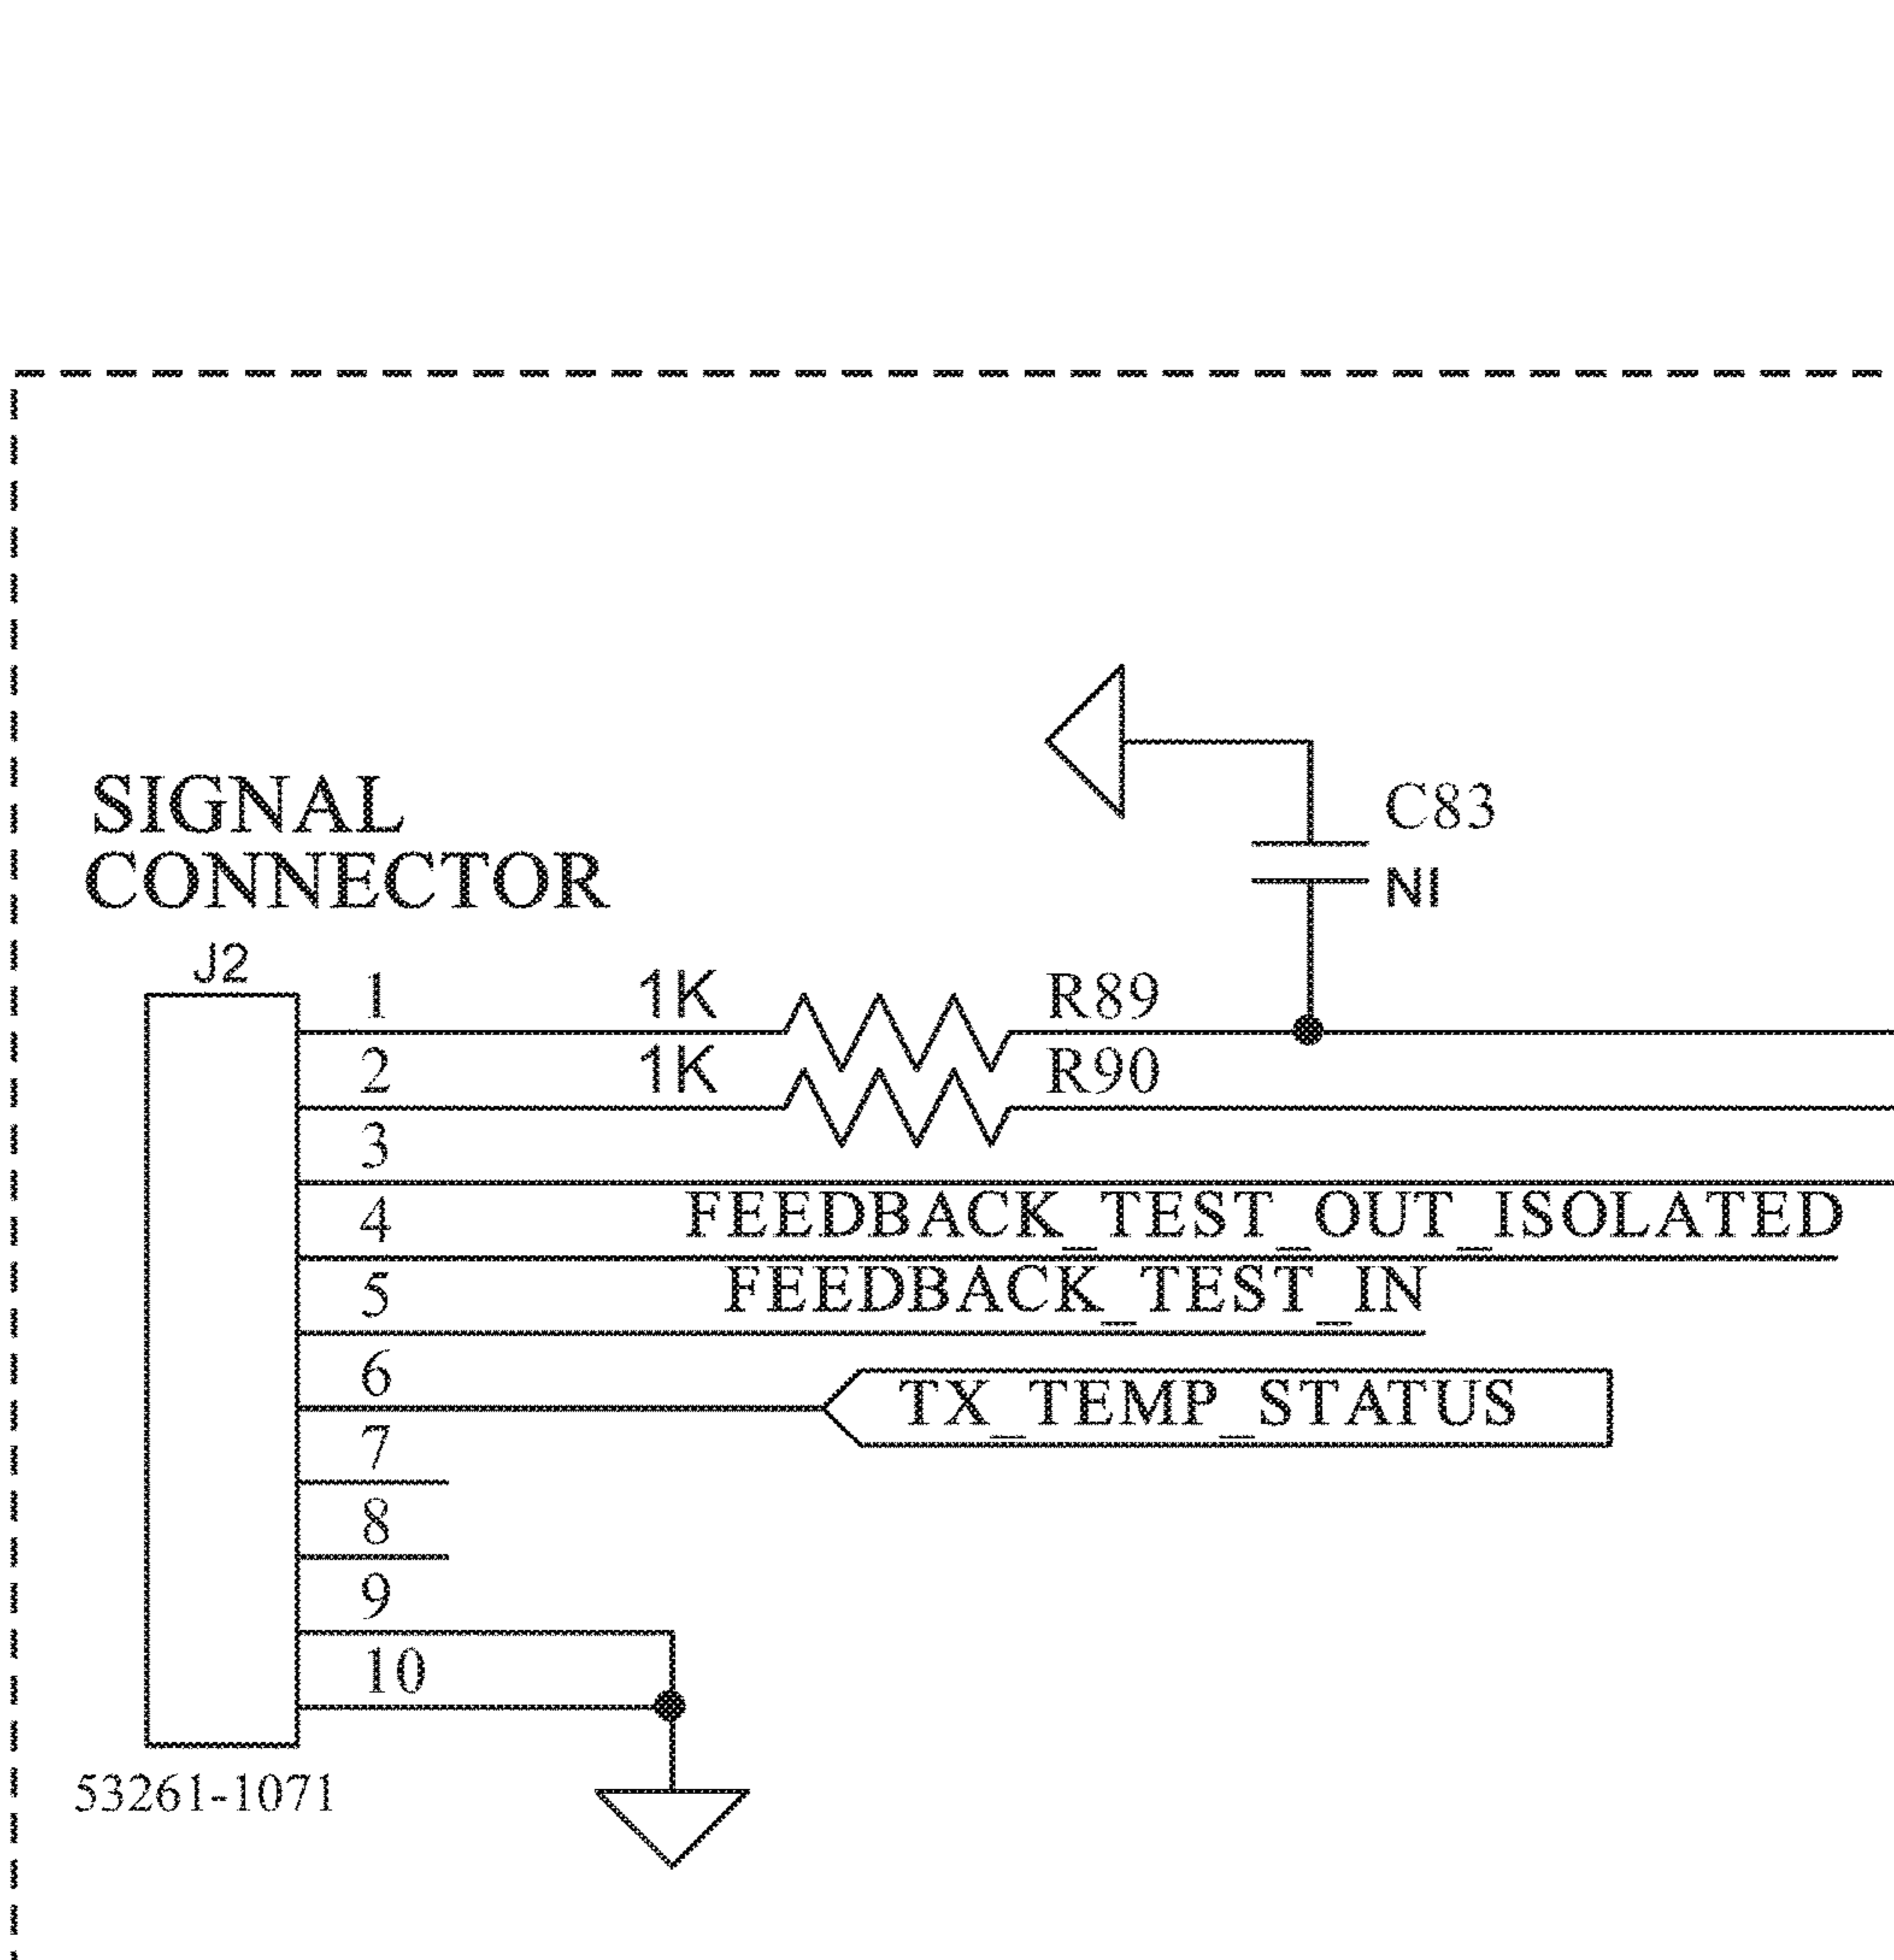 SIGNAL
CONNECTOR
C83
NI
J2
1 1K R89
2 1K R90
3
4 FEEDBACK_TEST_OUT_ISOLATED
5 FEEDBACK_TEST_IN
6 TX_TEMP_STATUS
7
8
9
10
53261-1071